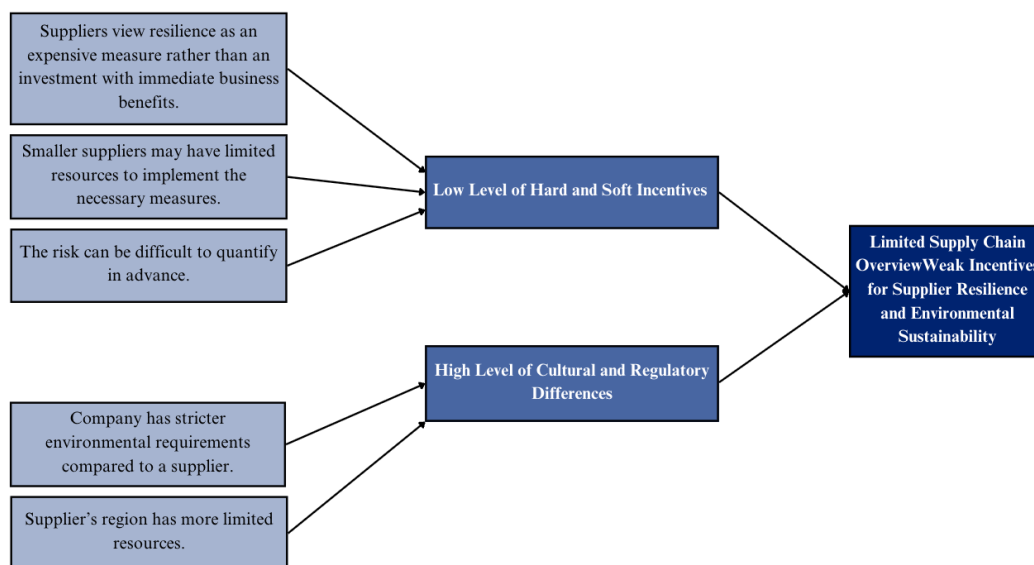 Suppliers view resilience as an
expensive measure rather than an
investment with immediate business
benefits.
Smaller suppliers may have limited
resources to implement the
necessary measures.
The risk can be difficult to quantify
in advance.
Company has stricter
environmental requirements
compared to a supplier.
Supplier’s region has more limited
resources.
Low Level of Hard and Soft Incentives
High Level of Cultural and Regulatory
Differences
Limited Supply Chain
OverviewWeak Incentives
for Supplier Resilience
and Environmental
Sustainability